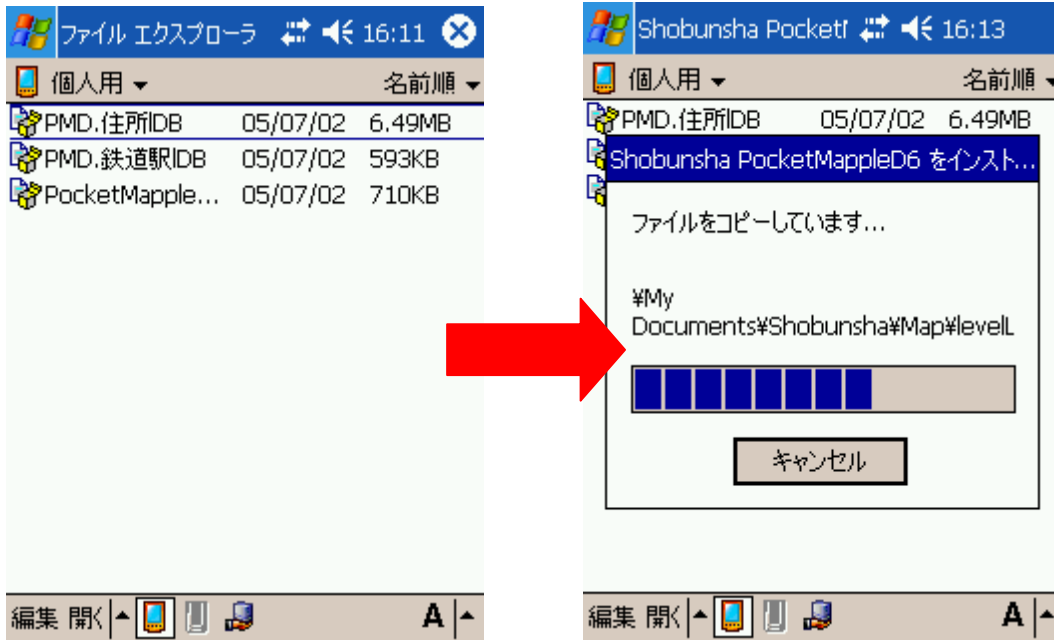 ファイル エクスプローラ 16:11
個人用 名前順
PMD.住所DB 05/07/02 6.49MB
PMD.鉄道駅DB 05/07/02 593KB
PocketMapple... 05/07/02 710KB
編集 開く A
Shobunsha Pocket 16:13
個人用 名前順
PMD.住所DB 05/07/02 6.49MB
Shobunsha PocketMappleD6 をインスト...
ファイルをコピーしています...
¥My
Documents¥Shobunsha¥Map¥levelL
キャンセル
編集 開く A